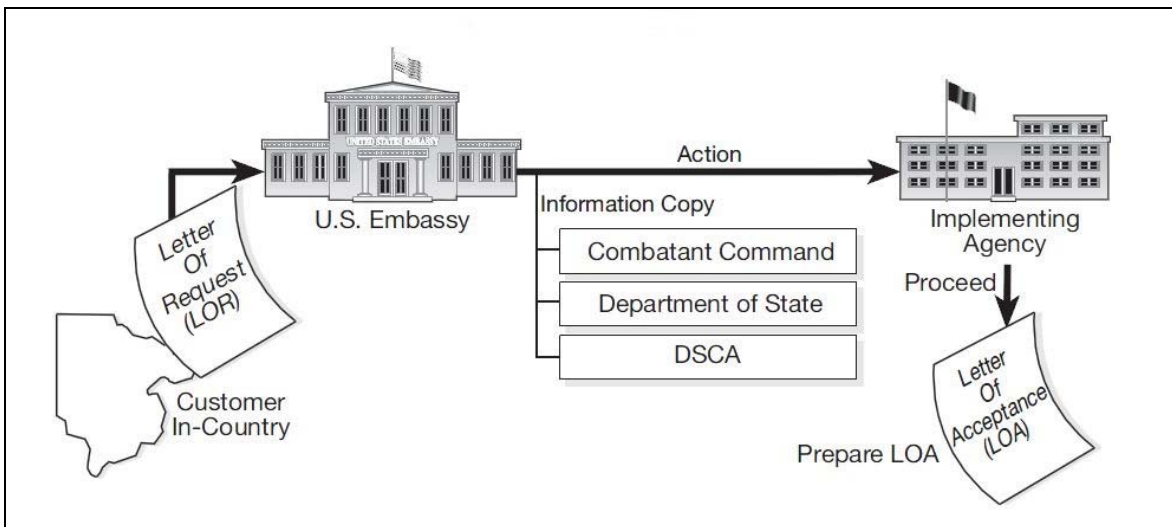 Letter
Of
Request
(LOR)
Customer
In-Country
UNITED STATES EMBASSY
U.S. Embassy
Action
Information Copy
Combatant Command
Department of State
DSCA
Implementing
Agency
Proceed
Letter
Of
Acceptance
(LOA)
Prepare LOA